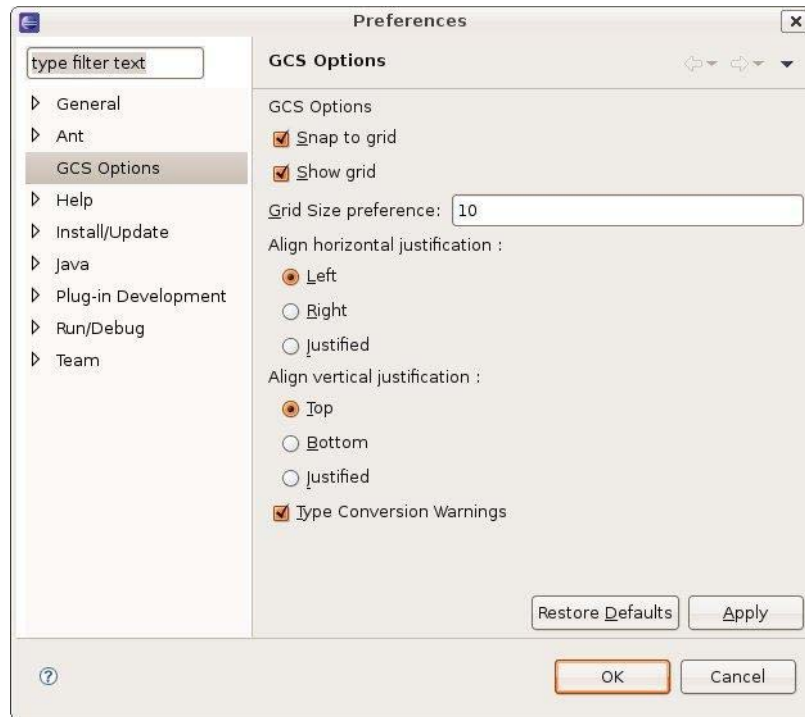 Preferences
type filter text
General
Ant
GCS Options
Help
Install/Update
Java
Plug-in Development
Run/Debug
Team
GCS Options
GCS Options
Snap to grid
Show grid
Grid Size preference: 10
Align horizontal justification :
Left
Right
Justified
Align vertical justification :
Top
Bottom
Justified
Type Conversion Warnings
Restore Defaults Apply
? OK Cancel